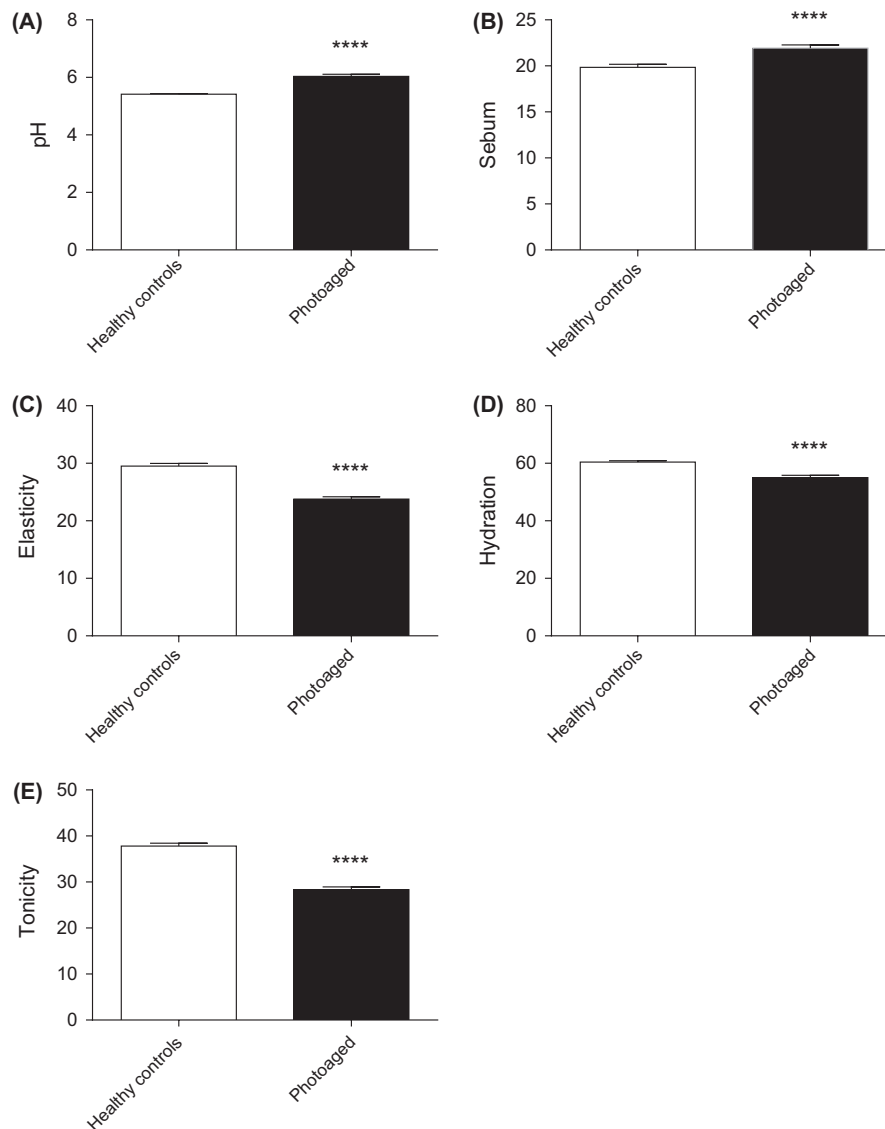 (A)
pH
8
6
4
2
0
****
Healthy controls
Photoaged
(B)
Sebum
25
20
15
10
5
0
****
Healthy controls
Photoaged
(C)
Elasticity
40
30
20
10
0
****
Healthy controls
Photoaged
(D)
Hydration
80
60
40
20
0
****
Healthy controls
Photoaged
(E)
Tonicity
50
40
30
20
10
0
****
Healthy controls
Photoaged